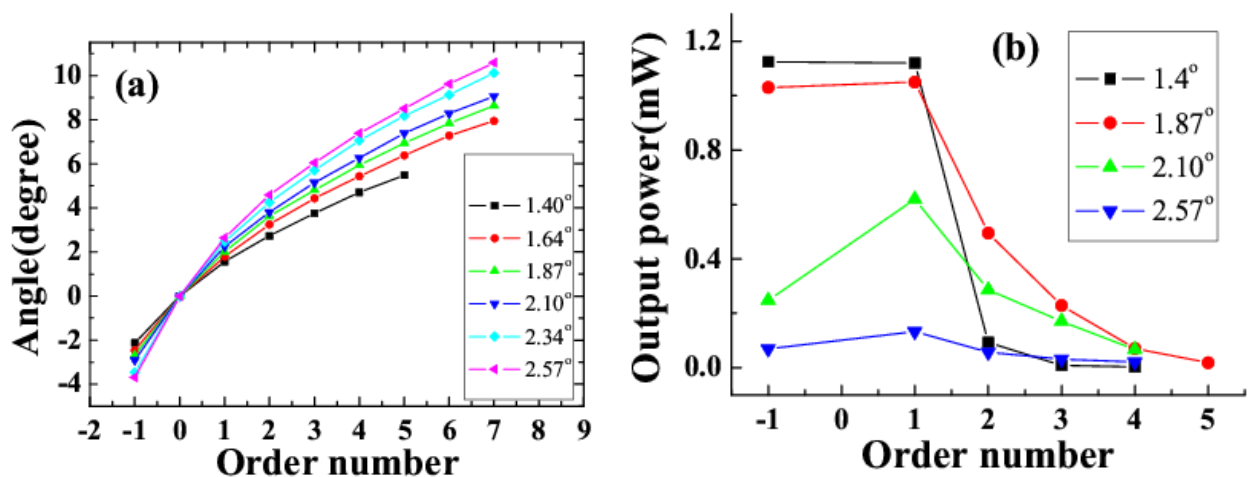 (a)
Angle(degree)
10
8
6
4
2
0
-2
-4
1.40°
1.64°
1.87°
2.10°
2.34°
2.57°
-2 -1 0 1 2 3 4 5 6 7 8 9
Order number
(b)
Output power(mW)
1.2
0.8
0.4
0.0
1.4°
1.87°
2.10°
2.57°
-1 0 1 2 3 4 5
Order number